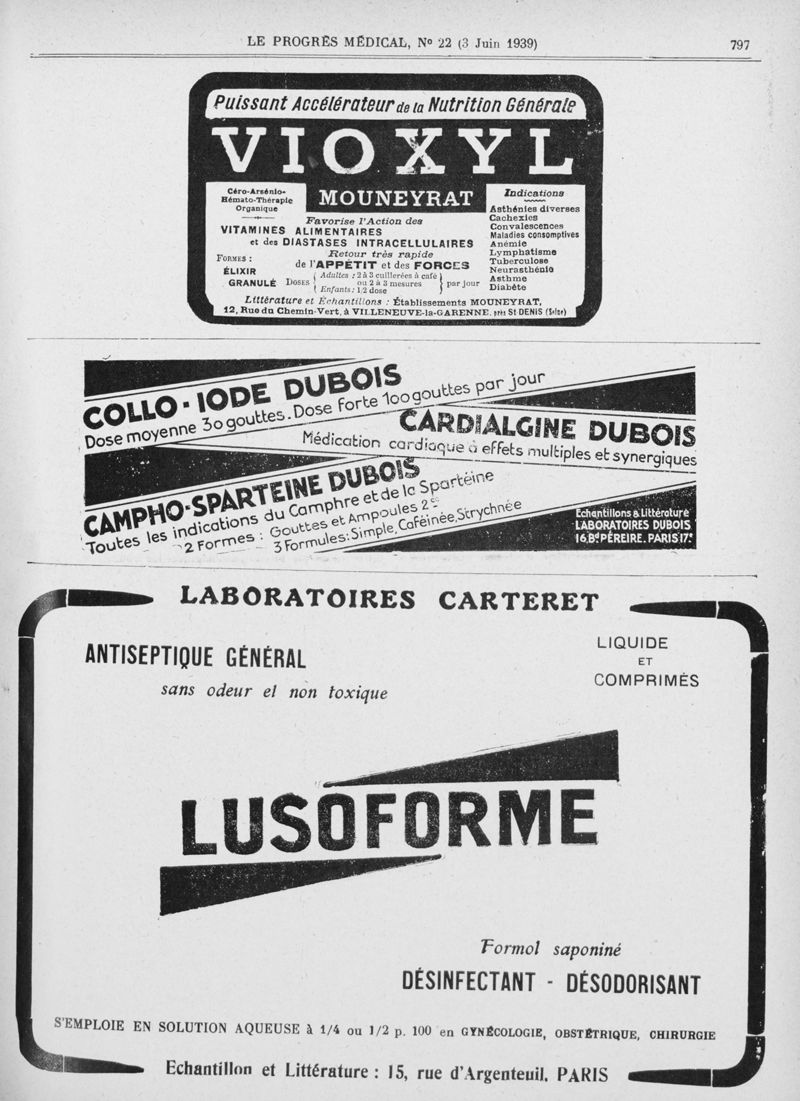 LE PROGRÈS MÉDICAL, No 22 (3 Juin 1939)
797
Puissant Accélérateur de la Nutrition Générale
VIOXYL
MOUNEYRAT
Céro-Arsénio-
Hémato-Thérapie
Organique
Favorise l'Action des
VITAMINES ALIMENTAIRES
et des DIASTASES INTRACELLULAIRES
Retour très rapide
de l'APPÉTIT et des FORCES
FORMES :
ÉLIXIR
GRANULÉ
DOSES
Adultes : 2 à 3 cuillerées à café
ou 2 à 3 mesures
Enfants : 1/2 dose
par jour
Indications
Asthénies diverses
Cachexies
Convalescences
Maladies consomptives
Anémie
Lymphatisme
Tuberculose
Neurasthénie
Asthme
Diabète
Littérature et Échantillons : Établissements MOUNEYRAT,
12, Rue du Chemin-Vert, à VILLENEUVE-la-GARENNE, près St-DENIS (Seine)
COLLO-IODE DUBOIS
Dose moyenne 30 gouttes. Dose forte 100 gouttes par jour
CARDIALGINE DUBOIS
Médication cardiaque à effets multiples et synergiques
CAMPHO-SPARTEINE DUBOIS
Toutes les indications du Camphre et de la Spartéine
2 Formes : Gouttes et Ampoules 2cc
3 Formules: Simple, Caféinée, Strychnée
Echantillons & Littérature
LABORATOIRES DUBOIS
16, Bd PÉREIRE. PARIS 17e
LABORATOIRES CARTERET
ANTISEPTIQUE GÉNÉRAL
sans odeur et non toxique
LIQUIDE
ET
COMPRIMÉS
LUSOFORME
Formol saponiné
DÉSINFECTANT - DÉSODORISANT
S'EMPLOIE EN SOLUTION AQUEUSE à 1/4 ou 1/2 p. 100 en GYNÉCOLOGIE, OBSTÉTRIQUE, CHIRURGIE
Echantillon et Littérature : 15, rue d'Argenteuil, PARIS